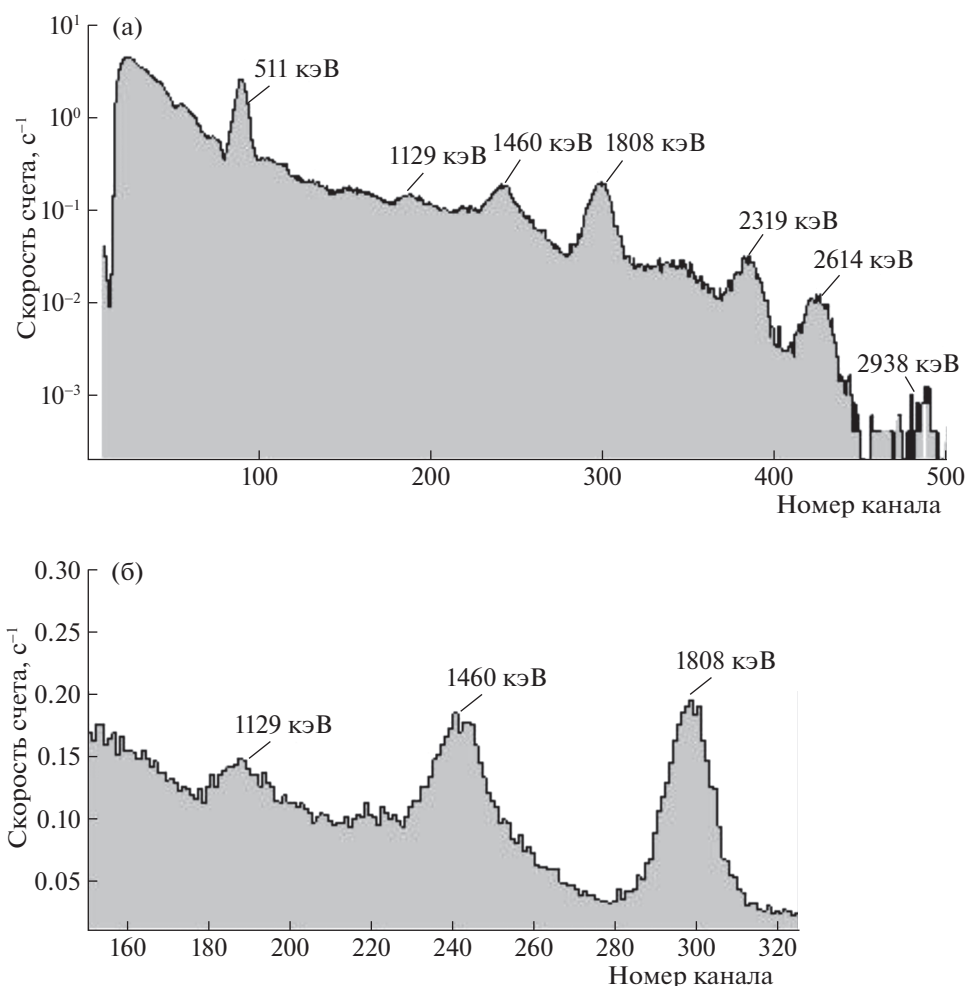 (а)
Скорость счета, с⁻¹
10¹
10⁰
10⁻¹
10⁻²
10⁻³
511 кэВ
1129 кэВ
1460 кэВ
1808 кэВ
2319 кэВ
2614 кэВ
2938 кэВ
100 200 300 400 500
Номер канала
(б)
Скорость счета, с⁻¹
0.30
0.25
0.20
0.15
0.10
0.05
1129 кэВ
1460 кэВ
1808 кэВ
160 180 200 220 240 260 280 300 320
Номер канала